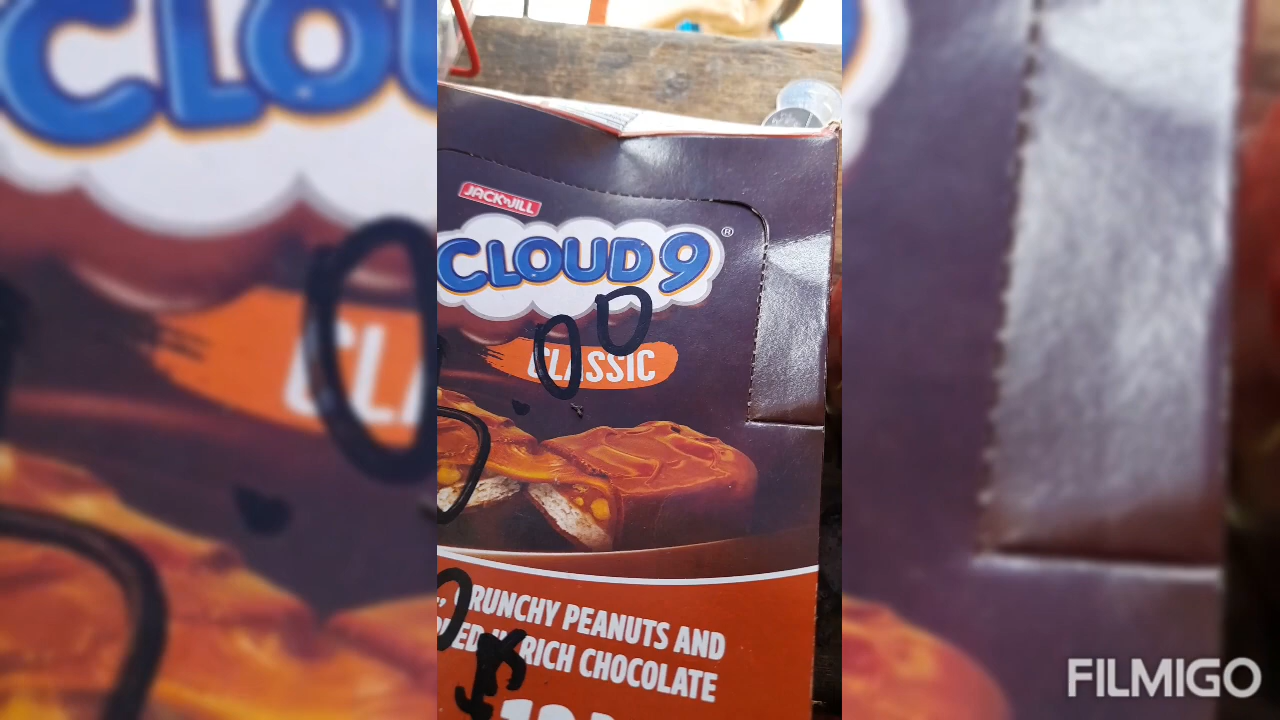 JACK 'n JILL
CLOUD 9®
CLASSIC
CRUNCHY PEANUTS AND
RICH CHOCOLATE
FILMIGO